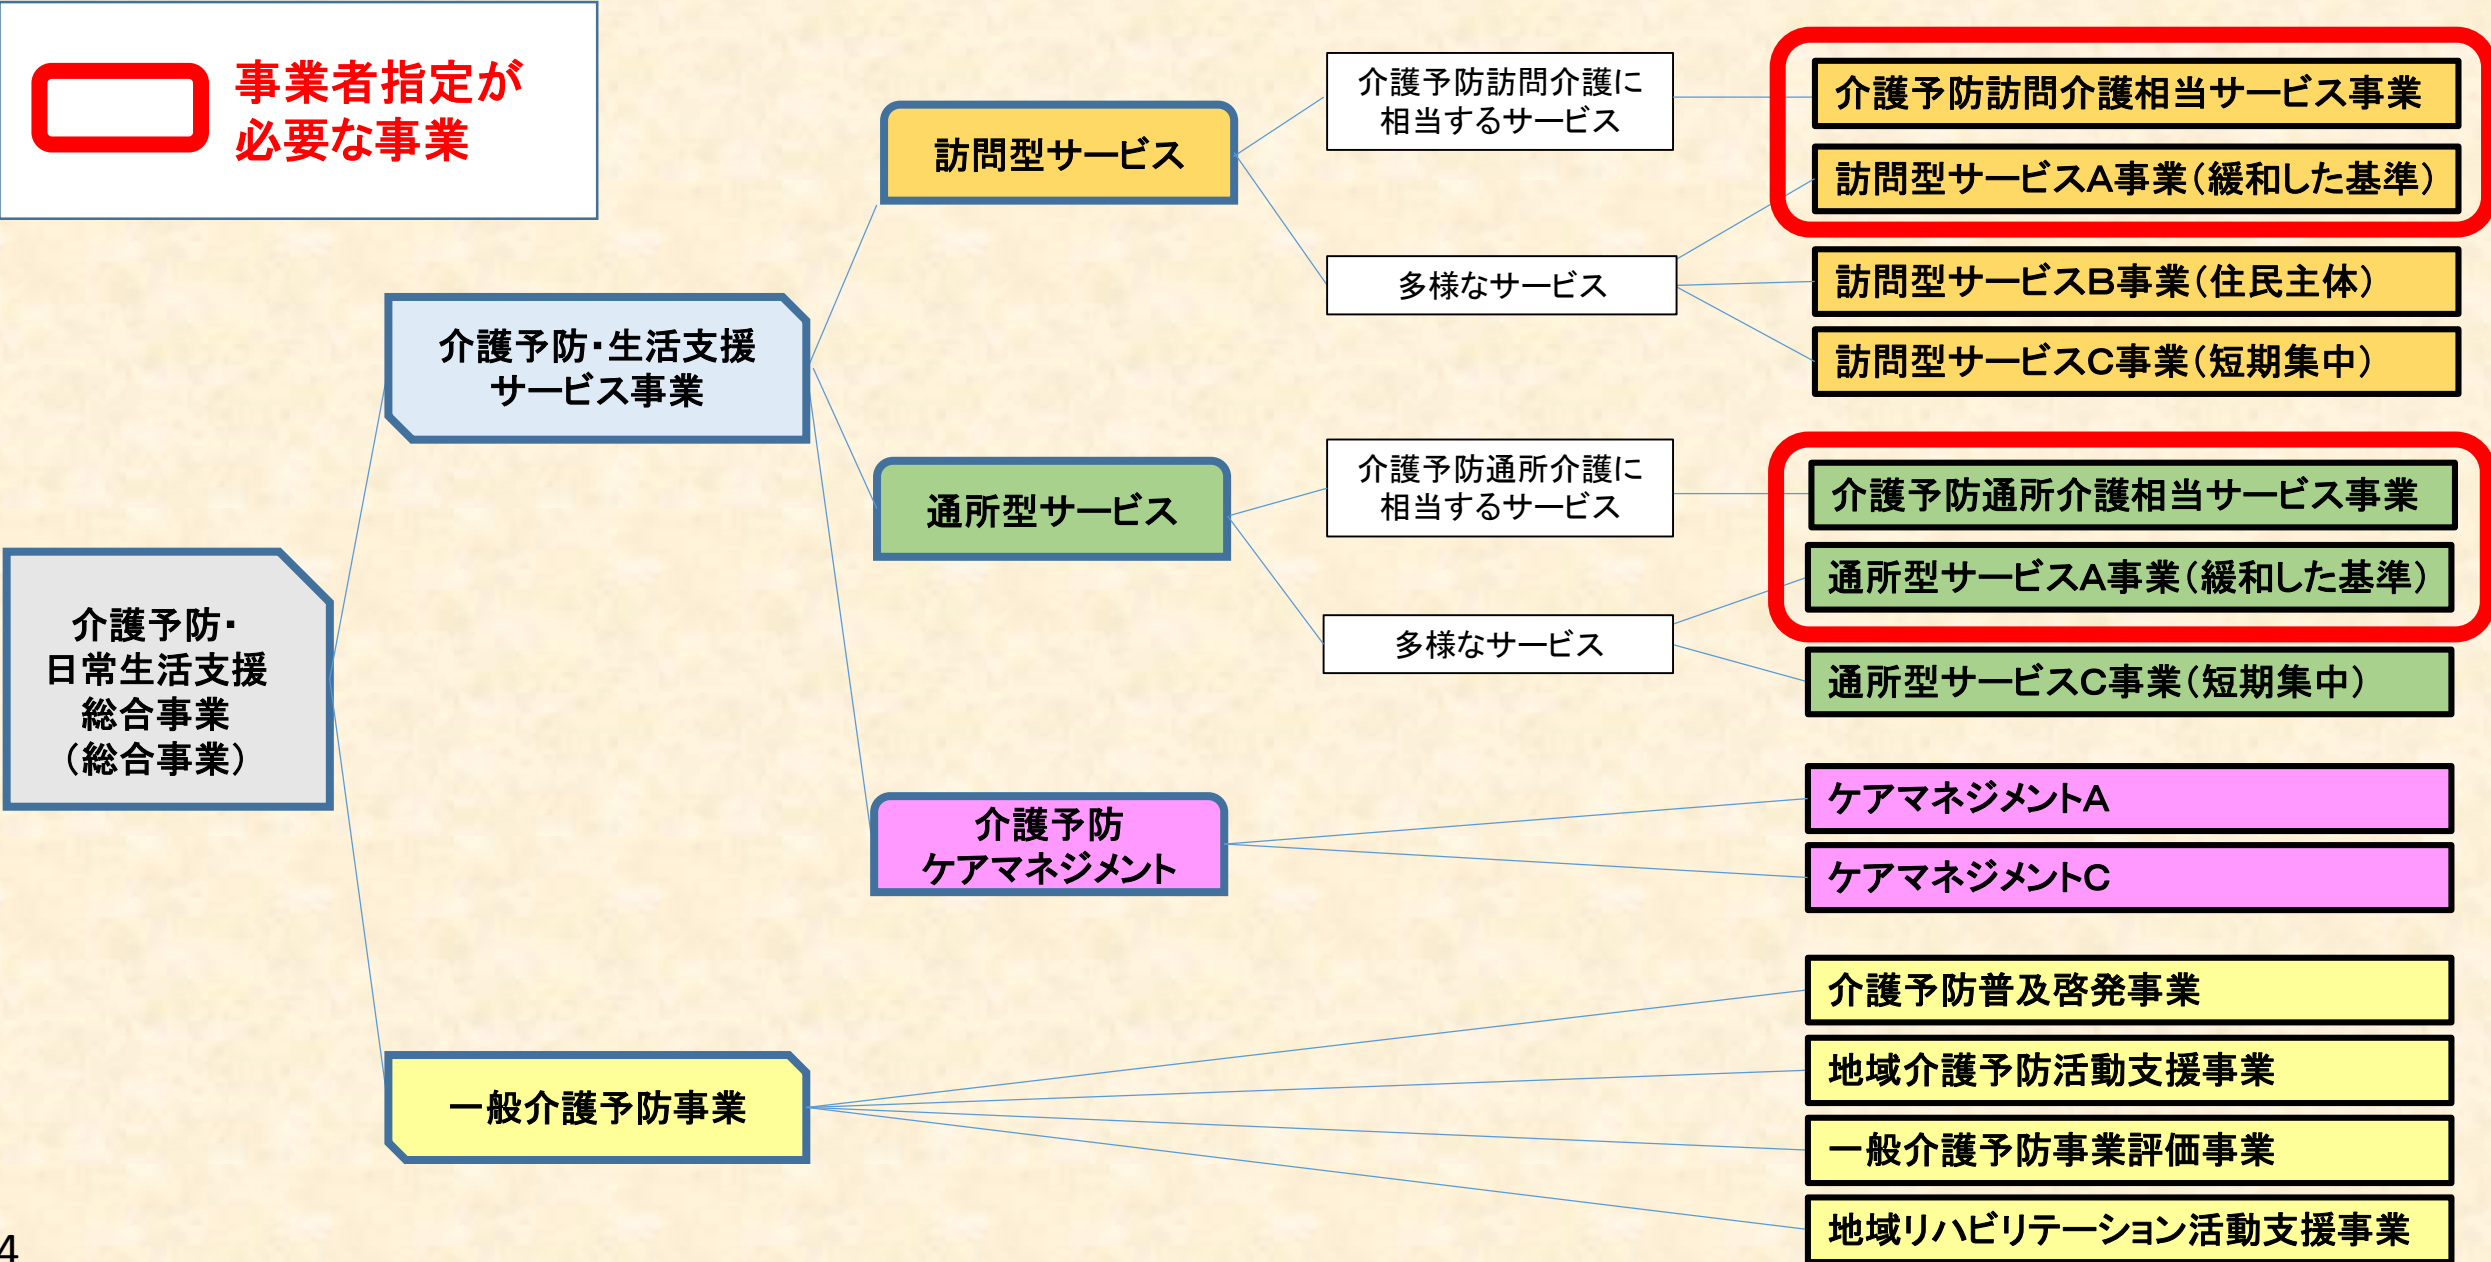 事業者指定が
必要な事業
介護予防・
日常生活支援
総合事業
（総合事業）
介護予防・生活支援
サービス事業
一般介護予防事業
訪問型サービス
通所型サービス
介護予防
ケアマネジメント
介護予防訪問介護に
相当するサービス
多様なサービス
介護予防通所介護に
相当するサービス
多様なサービス
介護予防訪問介護相当サービス事業
訪問型サービスA事業（緩和した基準）
訪問型サービスB事業（住民主体）
訪問型サービスC事業（短期集中）
介護予防通所介護相当サービス事業
通所型サービスA事業（緩和した基準）
通所型サービスC事業（短期集中）
ケアマネジメントA
ケアマネジメントC
介護予防普及啓発事業
地域介護予防活動支援事業
一般介護予防事業評価事業
地域リハビリテーション活動支援事業
4